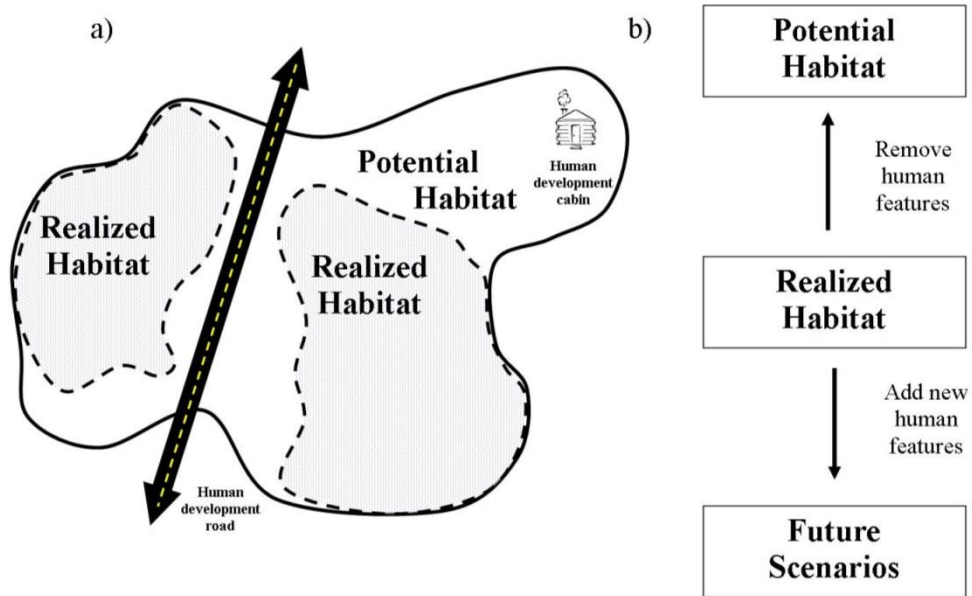 a)
Realized
Habitat
Potential
Habitat
Human
development
cabin
Realized
Habitat
Human
development
road
b)
Potential
Habitat
Remove
human
features
Realized
Habitat
Add new
human
features
Future
Scenarios